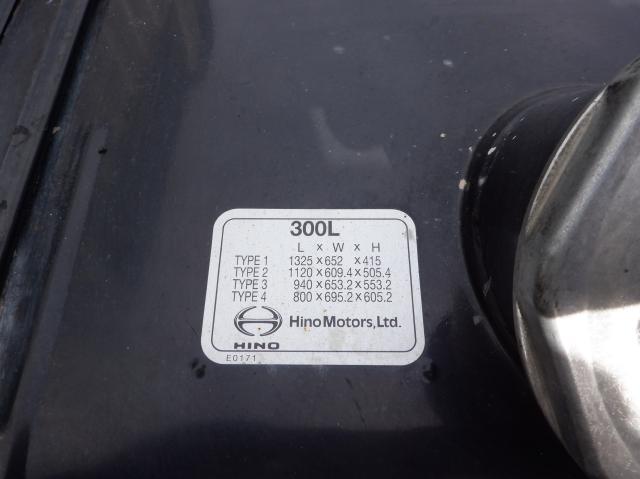 300L
L × W × H
TYPE 1 1325×652 ×415
TYPE 2 1120×609.4×505.4
TYPE 3 940×653.2×553.2
TYPE 4 800×695.2×605.2
HINO Hino Motors, Ltd.
E0171